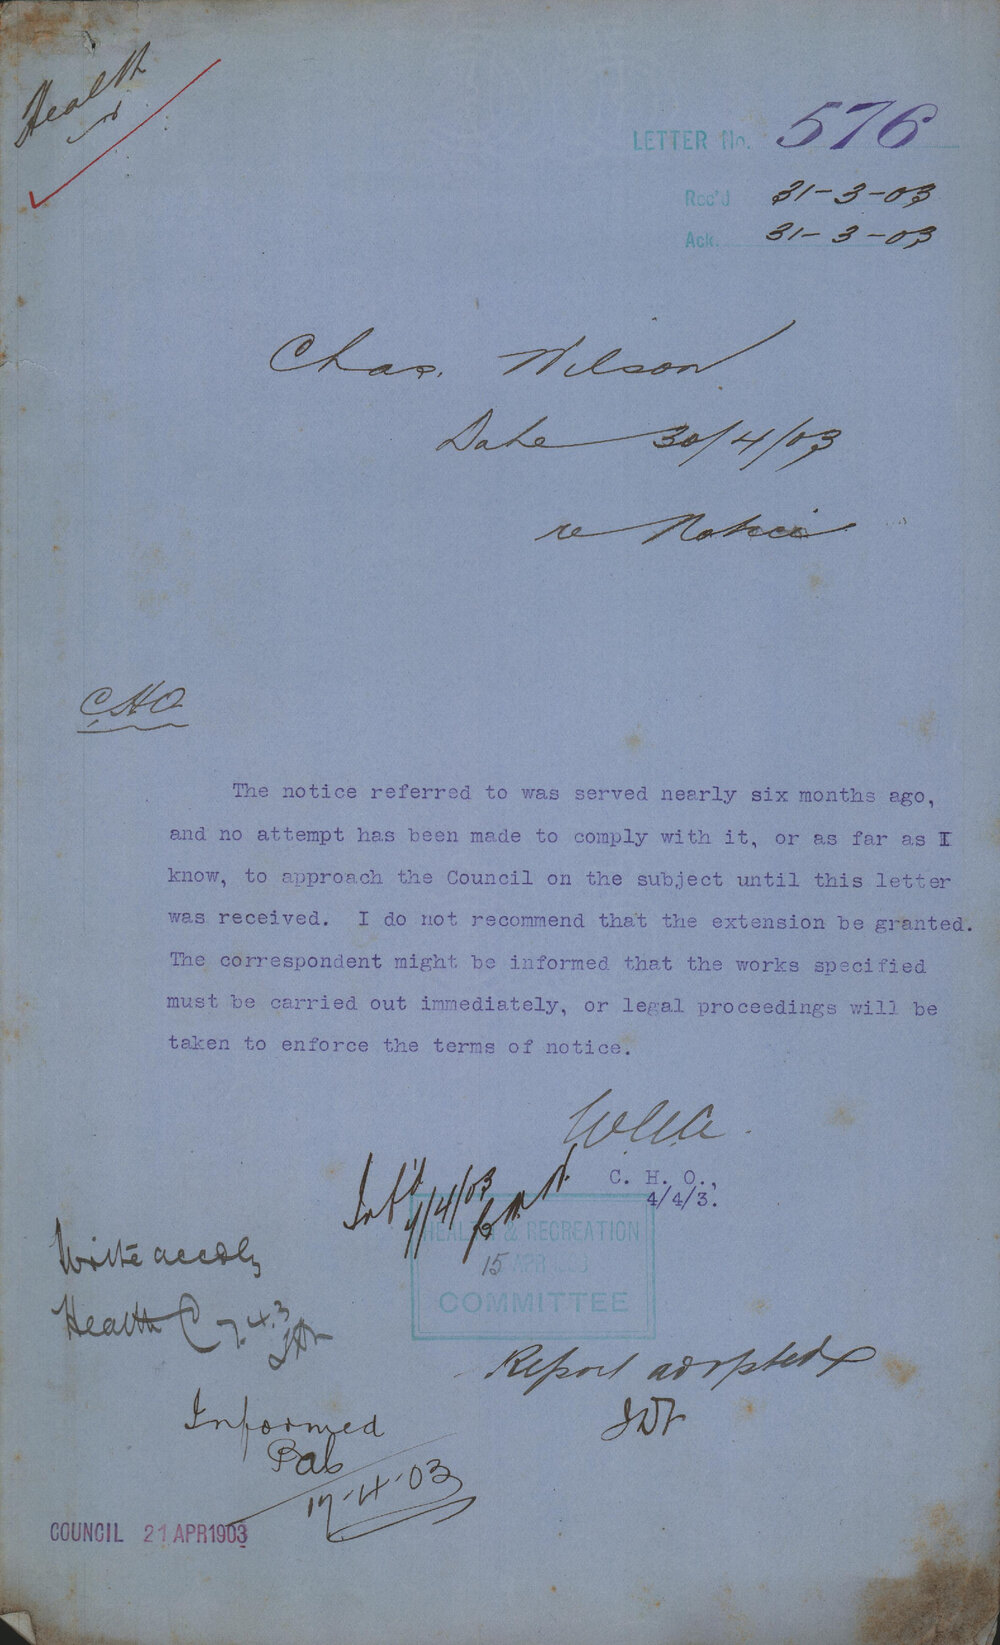 Health
LETTER No. 576
Rec'd 31-3-03
Ack. 31-3-03
Chas. Wilson
Date 30/4/03
re Notice
C.H.O
The notice referred to was served nearly six months ago,
and no attempt has been made to comply with it, or as far as I
know, to approach the Council on the subject until this letter
was received. I do not recommend that the extension be granted.
The correspondent might be informed that the works specified
must be carried out immediately, or legal proceedings will be
taken to enforce the terms of notice.
C. H. O.,
4/4/3.
HEALTH & RECREATION
15 APR 1903
COMMITTEE
Write accdly
Health C 7.4.3
Report adopted
Informed
17-4-03
COUNCIL 21 APR 1903